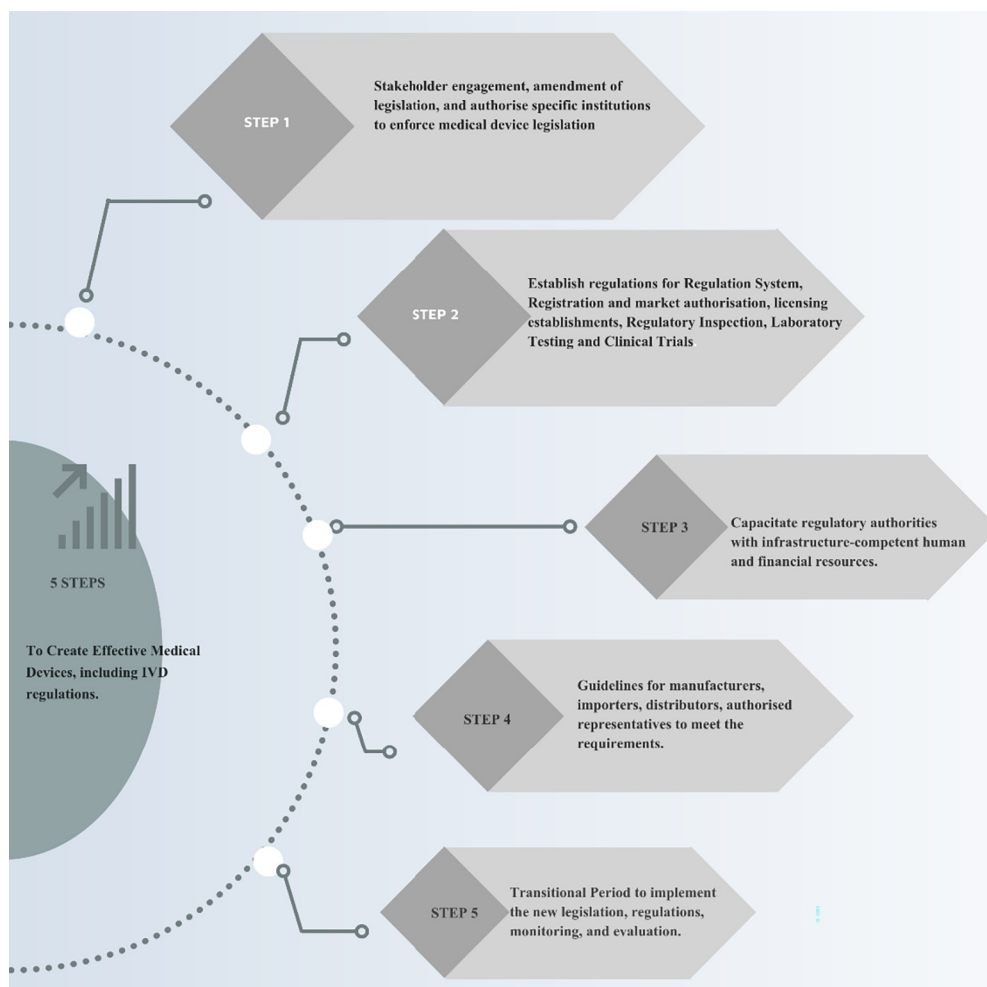 STEP 1
Stakeholder engagement, amendment of
legislation, and authorise specific institutions
to enforce medical device legislation
STEP 2
Establish regulations for Regulation System,
Registration and market authorisation, licensing
establishments, Regulatory Inspection, Laboratory
Testing and Clinical Trials.
STEP 3
Capacitate regulatory authorities
with infrastructure-competent human
and financial resources.
5 STEPS
To Create Effective Medical
Devices, including IVD
regulations.
STEP 4
Guidelines for manufacturers,
importers, distributors, authorised
representatives to meet the
requirements.
STEP 5
Transitional Period to implement
the new legislation, regulations,
monitoring, and evaluation.
!